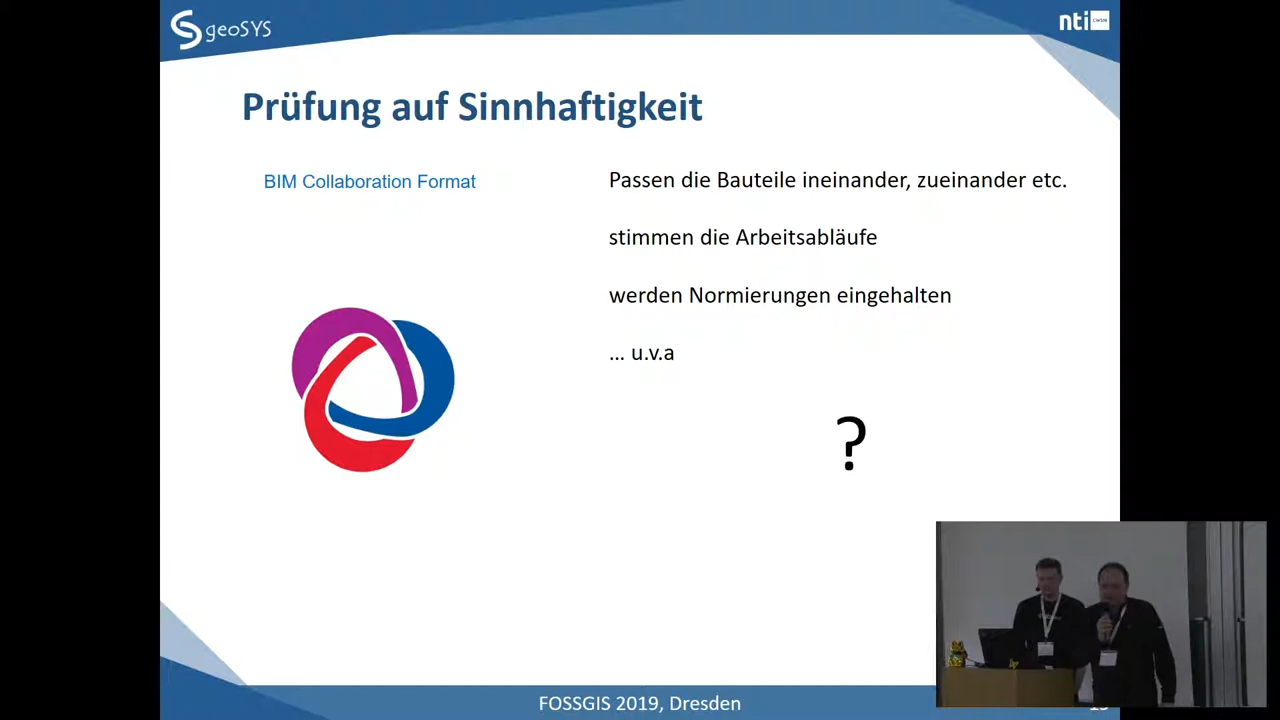 geoSYS
nti
Prüfung auf Sinnhaftigkeit
BIM Collaboration Format
Passen die Bauteile ineinander, zueinander etc.
stimmen die Arbeitsabläufe
werden Normierungen eingehalten
... u.v.a
?
FOSSGIS 2019, Dresden